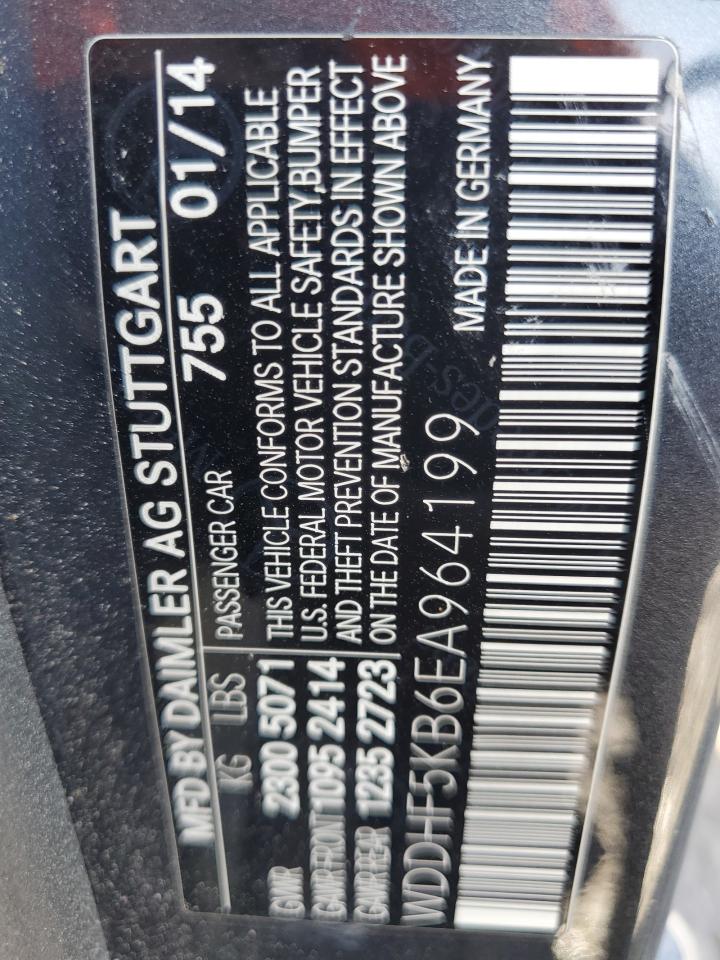 MFD BY DAIMLER AG STUTTGART
755 01/14
KG LBS
PASSENGER CAR
GVWR 2300 5071
GAWR FRONT 1095 2414
GAWR REAR 1235 2723
THIS VEHICLE CONFORMS TO ALL APPLICABLE
U.S. FEDERAL MOTOR VEHICLE SAFETY,BUMPER
AND THEFT PREVENTION STANDARDS IN EFFECT
ON THE DATE OF MANUFACTURE SHOWN ABOVE
WDDHF5KB6EA964199
MADE IN GERMANY